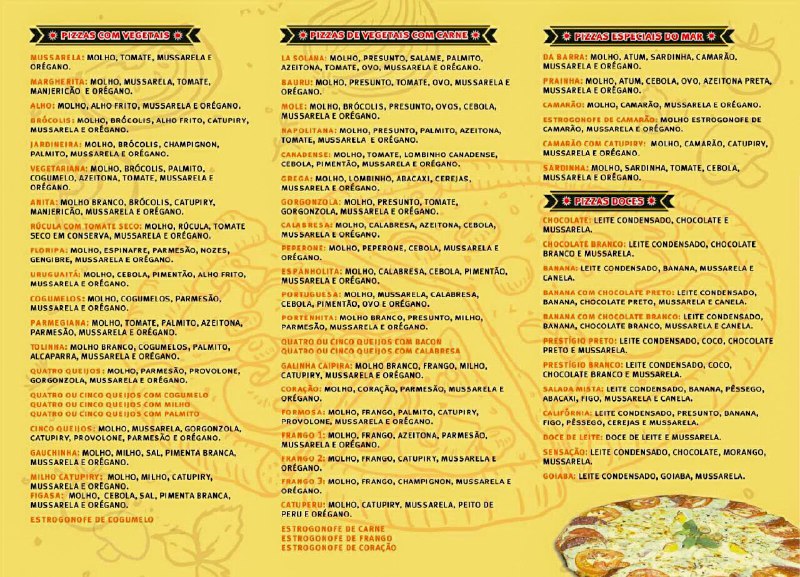 PIZZAS COM VEGETAIS
MUSSARELA: MOLHO, TOMATE, MUSSARELA E
ORÉGANO.
MARGHERITA: MOLHO, MUSSARELA, TOMATE,
MANJERICÃO E ORÉGANO.
ALHO: MOLHO, ALHO FRITO, MUSSARELA E ORÉGANO.
BRÓCILIS: MOLHO, BRÓCILIS, ALHO FRITO, CATUPIRY,
MUSSARELA E ORÉGANO.
JARDINEIRA: MOLHO, BRÓCILIS, CHAMPIGNON,
PALMITO, MUSSARELA E ORÉGANO.
VEGETARIANA: MOLHO, BRÓCILIS, PALMITO,
COGUMELO, AZEITONA, TOMATE, MUSSARELA E
ORÉGANO.
ANITA: MOLHO BRANCO, BRÓCILIS, CATUPIRY,
MANJERICÃO, MUSSARELA E ORÉGANO.
RÚCULA COM TOMATE SECO: MOLHO, RÚCULA, TOMATE
SECO EM CONSERVA, MUSSARELA E ORÉGANO.
FLORIPA: MOLHO, ESPINAFRE, PARMESÃO, NOZES,
GENGIBRE, MUSSARELA E ORÉGANO.
URUGUAITÁ: MOLHO, CEBOLA, PIMENTÃO, ALHO FRITO,
MUSSARELA E ORÉGANO.
COGUMELOS: MOLHO, COGUMELOS, PARMESÃO,
MUSSARELA E ORÉGANO.
PARMEGIANA: MOLHO, TOMATE, PALMITO, AZEITONA,
PARMESÃO, MUSSARELA E ORÉGANO.
TOLINHA: MOLHO BRANCO, COGUMELOS, PALMITO,
ALCAPARRA, MUSSARELA E ORÉGANO.
QUATRO QUEIJOS: MOLHO, PARMESÃO, PROVOLONE,
GORGONZOLA, MUSSARELA E ORÉGANO.
QUATRO OU CINCO QUEIJOS COM COGUMELO
QUATRO OU CINCO QUEIJOS COM MILHO
QUATRO OU CINCO QUEIJOS COM PALMITO
CINCO QUEIJOS: MOLHO, MUSSARELA, GORGONZOLA,
CATUPIRY, PROVOLONE, PARMESÃO E ORÉGANO.
GAUCHINHA: MOLHO, MILHO, SAL, PIMENTA BRANCA,
MUSSARELA E ORÉGANO.
MILHO CATUPIRY: MOLHO, MILHO, CATUPIRY,
MUSSARELA E ORÉGANO.
FIGASA: MOLHO, CEBOLA, SAL, PIMENTA BRANCA,
MUSSARELA E ORÉGANO.
ESTROGONOFE DE COGUMELO
PIZZAS DE VEGETAIS COM CARNE
LA SOLANA: MOLHO, PRESUNTO, SALAME, PALMITO,
AZEITONA, TOMATE, OVO, MUSSARELA E ORÉGANO.
BAURU: MOLHO, PRESUNTO, TOMATE, OVO, MUSSARELA E
ORÉGANO.
MOLE: MOLHO, BRÓCILIS, PRESUNTO, OVOS, CEBOLA,
MUSSARELA E ORÉGANO.
NAPOLITANA: MOLHO, PRESUNTO, PALMITO, AZEITONA,
TOMATE, MUSSARELA E ORÉGANO.
CANADENSE: MOLHO, TOMATE, LOMBINHO CANADENSE,
CEBOLA, PIMENTÃO, MUSSARELA E ORÉGANO.
GREGA: MOLHO, LOMBINHO, ABACAXI, CEREJAS,
MUSSARELA E ORÉGANO.
GORGONZOLA: MOLHO, PRESUNTO, TOMATE,
GORGONZOLA, MUSSARELA E ORÉGANO.
CALABRESA: MOLHO, CALABRESA, AZEITONA, CEBOLA,
MUSSARELA E ORÉGANO.
PEPERONE: MOLHO, PEPERONE, CEBOLA, MUSSARELA E
ORÉGANO.
ESPANHOLITA: MOLHO, CALABRESA, CEBOLA, PIMENTÃO,
MUSSARELA E ORÉGANO.
PORTUGUESA: MOLHO, MUSSARELA, CALABRESA,
CEBOLA, PIMENTÃO, OVO E ORÉGANO.
PORTENHITA: MOLHO BRANCO, PRESUNTO, MILHO,
PARMESÃO, MUSSARELA E ORÉGANO.
QUATRO OU CINCO QUEIJOS COM BACON
QUATRO OU CINCO QUEIJOS COM CALABRESA
GALINHA CAIPIRA: MOLHO BRANCO, FRANGO, MILHO,
CATUPIRY, MUSSARELA E ORÉGANO.
CORAÇÃO: MOLHO, CORAÇÃO, PARMESÃO, MUSSARELA E
ORÉGANO.
FORMOSA: MOLHO, FRANGO, PALMITO, CATUPIRY,
PROVOLONE, MUSSARELA E ORÉGANO.
FRANGO 1: MOLHO, FRANGO, AZEITONA, PARMESÃO,
MUSSARELA E ORÉGANO.
FRANGO 2: MOLHO, FRANGO, CATUPIRY, MUSSARELA E
ORÉGANO.
FRANGO 3: MOLHO, FRANGO, CHAMPIGNON, MUSSARELA E
ORÉGANO.
CATUPERU: MOLHO, CATUPIRY, MUSSARELA, PEITO DE
PERU E ORÉGANO.
ESTROGONOFE DE CARNE
ESTROGONOFE DE FRANGO
ESTROGONOFE DE CORAÇÃO
PIZZAS ESPECIAIS DO MAR
DA BARRA: MOLHO, ATUM, SARDINHA, CAMARÃO,
MUSSARELA E ORÉGANO.
PRAINHA: MOLHO, ATUM, CEBOLA, OVO, AZEITONA PRETA,
MUSSARELA E ORÉGANO.
CAMARÃO: MOLHO, CAMARÃO, MUSSARELA E ORÉGANO.
ESTROGONOFE DE CAMARÃO: MOLHO ESTROGONOFE DE
CAMARÃO, MUSSARELA E ORÉGANO.
CAMARÃO COM CATUPIRY: MOLHO, CAMARÃO, CATUPIRY,
MUSSARELA E ORÉGANO.
SARDINHA: MOLHO, SARDINHA, TOMATE, CEBOLA,
MUSSARELA E ORÉGANO.
PIZZAS DOCES
CHOCOLATE: LEITE CONDENSADO, CHOCOLATE E
MUSSARELA.
CHOCOLATE BRANCO: LEITE CONDENSADO, CHOCOLATE
BRANCO E MUSSARELA.
BANANA: LEITE CONDENSADO, BANANA, MUSSARELA E
CANELA.
BANANA COM CHOCOLATE PRETO: LEITE CONDENSADO,
BANANA, CHOCOLATE PRETO, MUSSARELA E CANELA.
BANANA COM CHOCOLATE BRANCO: LEITE CONDENSADO,
BANANA, CHOCOLATE BRANCO, MUSSARELA E CANELA.
PRESTÍGIO PRETO: LEITE CONDENSADO, COCO, CHOCOLATE
PRETO E MUSSARELA.
PRESTÍGIO BRANCO: LEITE CONDENSADO, COCO,
CHOCOLATE BRANCO E MUSSARELA.
SALADA MISTA: LEITE CONDENSADO, BANANA, PÊSSEGO,
ABACAXI, FIGO, MUSSARELA E CANELA.
CALIFÓRNIA: LEITE CONDENSADO, PRESUNTO, BANANA,
FIGO, PÊSSEGO, CEREJAS E MUSSARELA.
DOCE DE LEITE: DOCE DE LEITE E MUSSARELA.
SENSAÇÃO: LEITE CONDENSADO, CHOCOLATE, MORANGO,
MUSSARELA.
GOIABA: LEITE CONDENSADO, GOIABA, MUSSARELA.